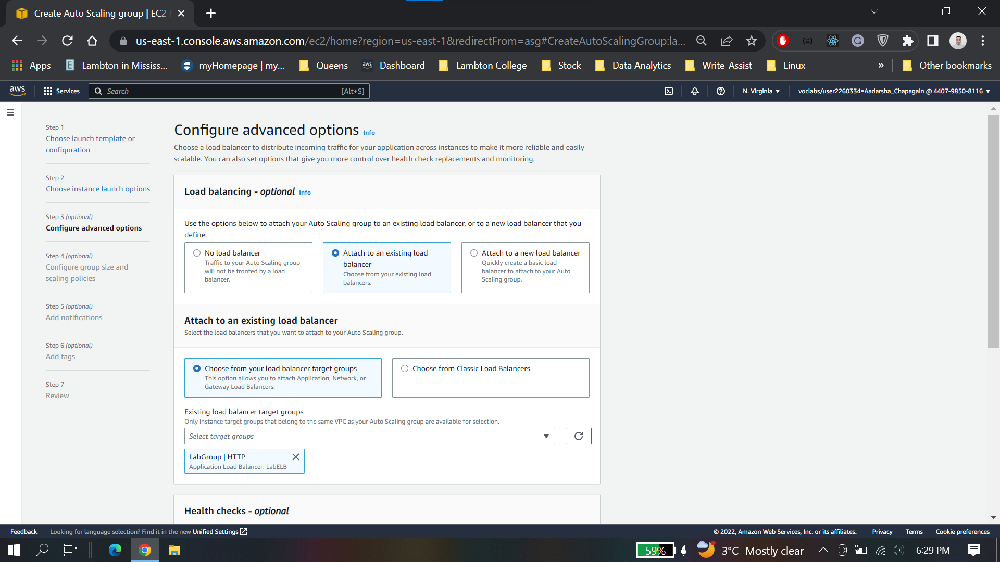 Create Auto Scaling group | EC2
us-east-1.console.aws.amazon.com/ec2/home?region=us-east-1&redirectFrom=asg#CreateAutoScalingGroup:la...
Apps
Lambton in Mississ...
myHomepage | my...
Queens
aws
Dashboard
Lambton College
Stock
Data Analytics
Write_Assist
Linux
»
Other bookmarks
aws
Services
Search
[Alt+S]
N. Virginia
voclabs/user2260334=Aadarsha_Chapagain @ 4407-9850-8116
Step 1
Choose launch template or
configuration
Step 2
Choose instance launch options
Step 3 (optional)
Configure advanced options
Step 4 (optional)
Configure group size and
scaling policies
Step 5 (optional)
Add notifications
Step 6 (optional)
Add tags
Step 7
Review
Configure advanced options Info
Choose a load balancer to distribute incoming traffic for your application across instances to make it more reliable and easily
scalable. You can also set options that give you more control over health check replacements and monitoring.
Load balancing - optional Info
Use the options below to attach your Auto Scaling group to an existing load balancer, or to a new load balancer that you
define.
No load balancer
Traffic to your Auto Scaling group
will not be fronted by a load
balancer.
Attach to an existing load
balancer
Choose from your existing load
balancers.
Attach to a new load balancer
Quickly create a basic load
balancer to attach to your Auto
Scaling group.
Attach to an existing load balancer
Select the load balancers that you want to attach to your Auto Scaling group.
Choose from your load balancer target groups
This option allows you to attach Application, Network, or
Gateway Load Balancers.
Choose from Classic Load Balancers
Existing load balancer target groups
Only instance target groups that belong to the same VPC as your Auto Scaling group are available for selection.
Select target groups
LabGroup | HTTP
Application Load Balancer: LabELB
Health checks - optional
Feedback
Looking for language selection? Find it in the new Unified Settings
© 2022, Amazon Web Services, Inc. or its affiliates.
Privacy
Terms
Cookie preferences
59%
3°C Mostly clear
6:29 PM